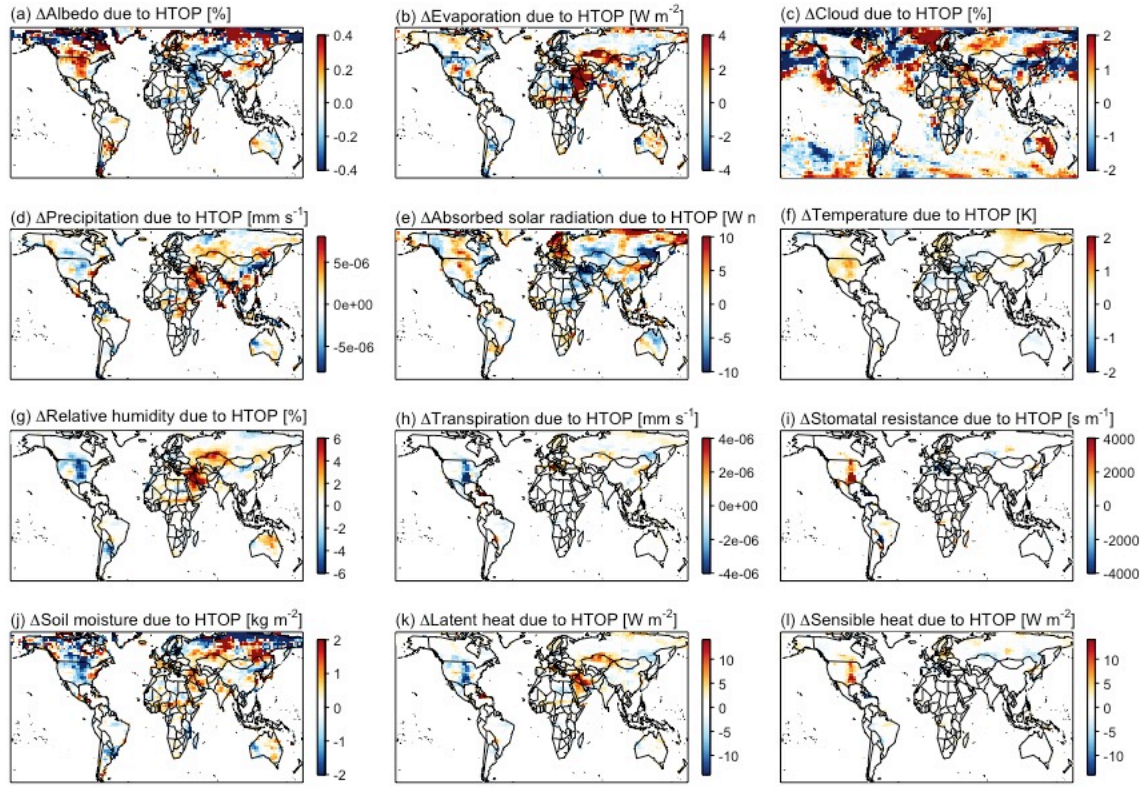 (a) ΔAlbedo due to HTOP [%]
0.4
0.2
0.0
-0.2
-0.4
(b) ΔEvaporation due to HTOP [W m⁻²]
4
2
0
-2
-4
(c) ΔCloud due to HTOP [%]
2
1
0
-1
-2
(d) ΔPrecipitation due to HTOP [mm s⁻¹]
5e-06
0e+00
-5e-06
(e) ΔAbsorbed solar radiation due to HTOP [W n
10
5
0
-5
-10
(f) ΔTemperature due to HTOP [K]
2
1
0
-1
-2
(g) ΔRelative humidity due to HTOP [%]
6
4
2
0
-2
-4
-6
(h) ΔTranspiration due to HTOP [mm s⁻¹]
4e-06
2e-06
0e+00
-2e-06
-4e-06
(i) ΔStomatal resistance due to HTOP [s m⁻¹]
4000
2000
0
-2000
-4000
(j) ΔSoil moisture due to HTOP [kg m⁻²]
2
1
0
-1
-2
(k) ΔLatent heat due to HTOP [W m⁻²]
10
5
0
-5
-10
(l) ΔSensible heat due to HTOP [W m⁻²]
10
5
0
-5
-10